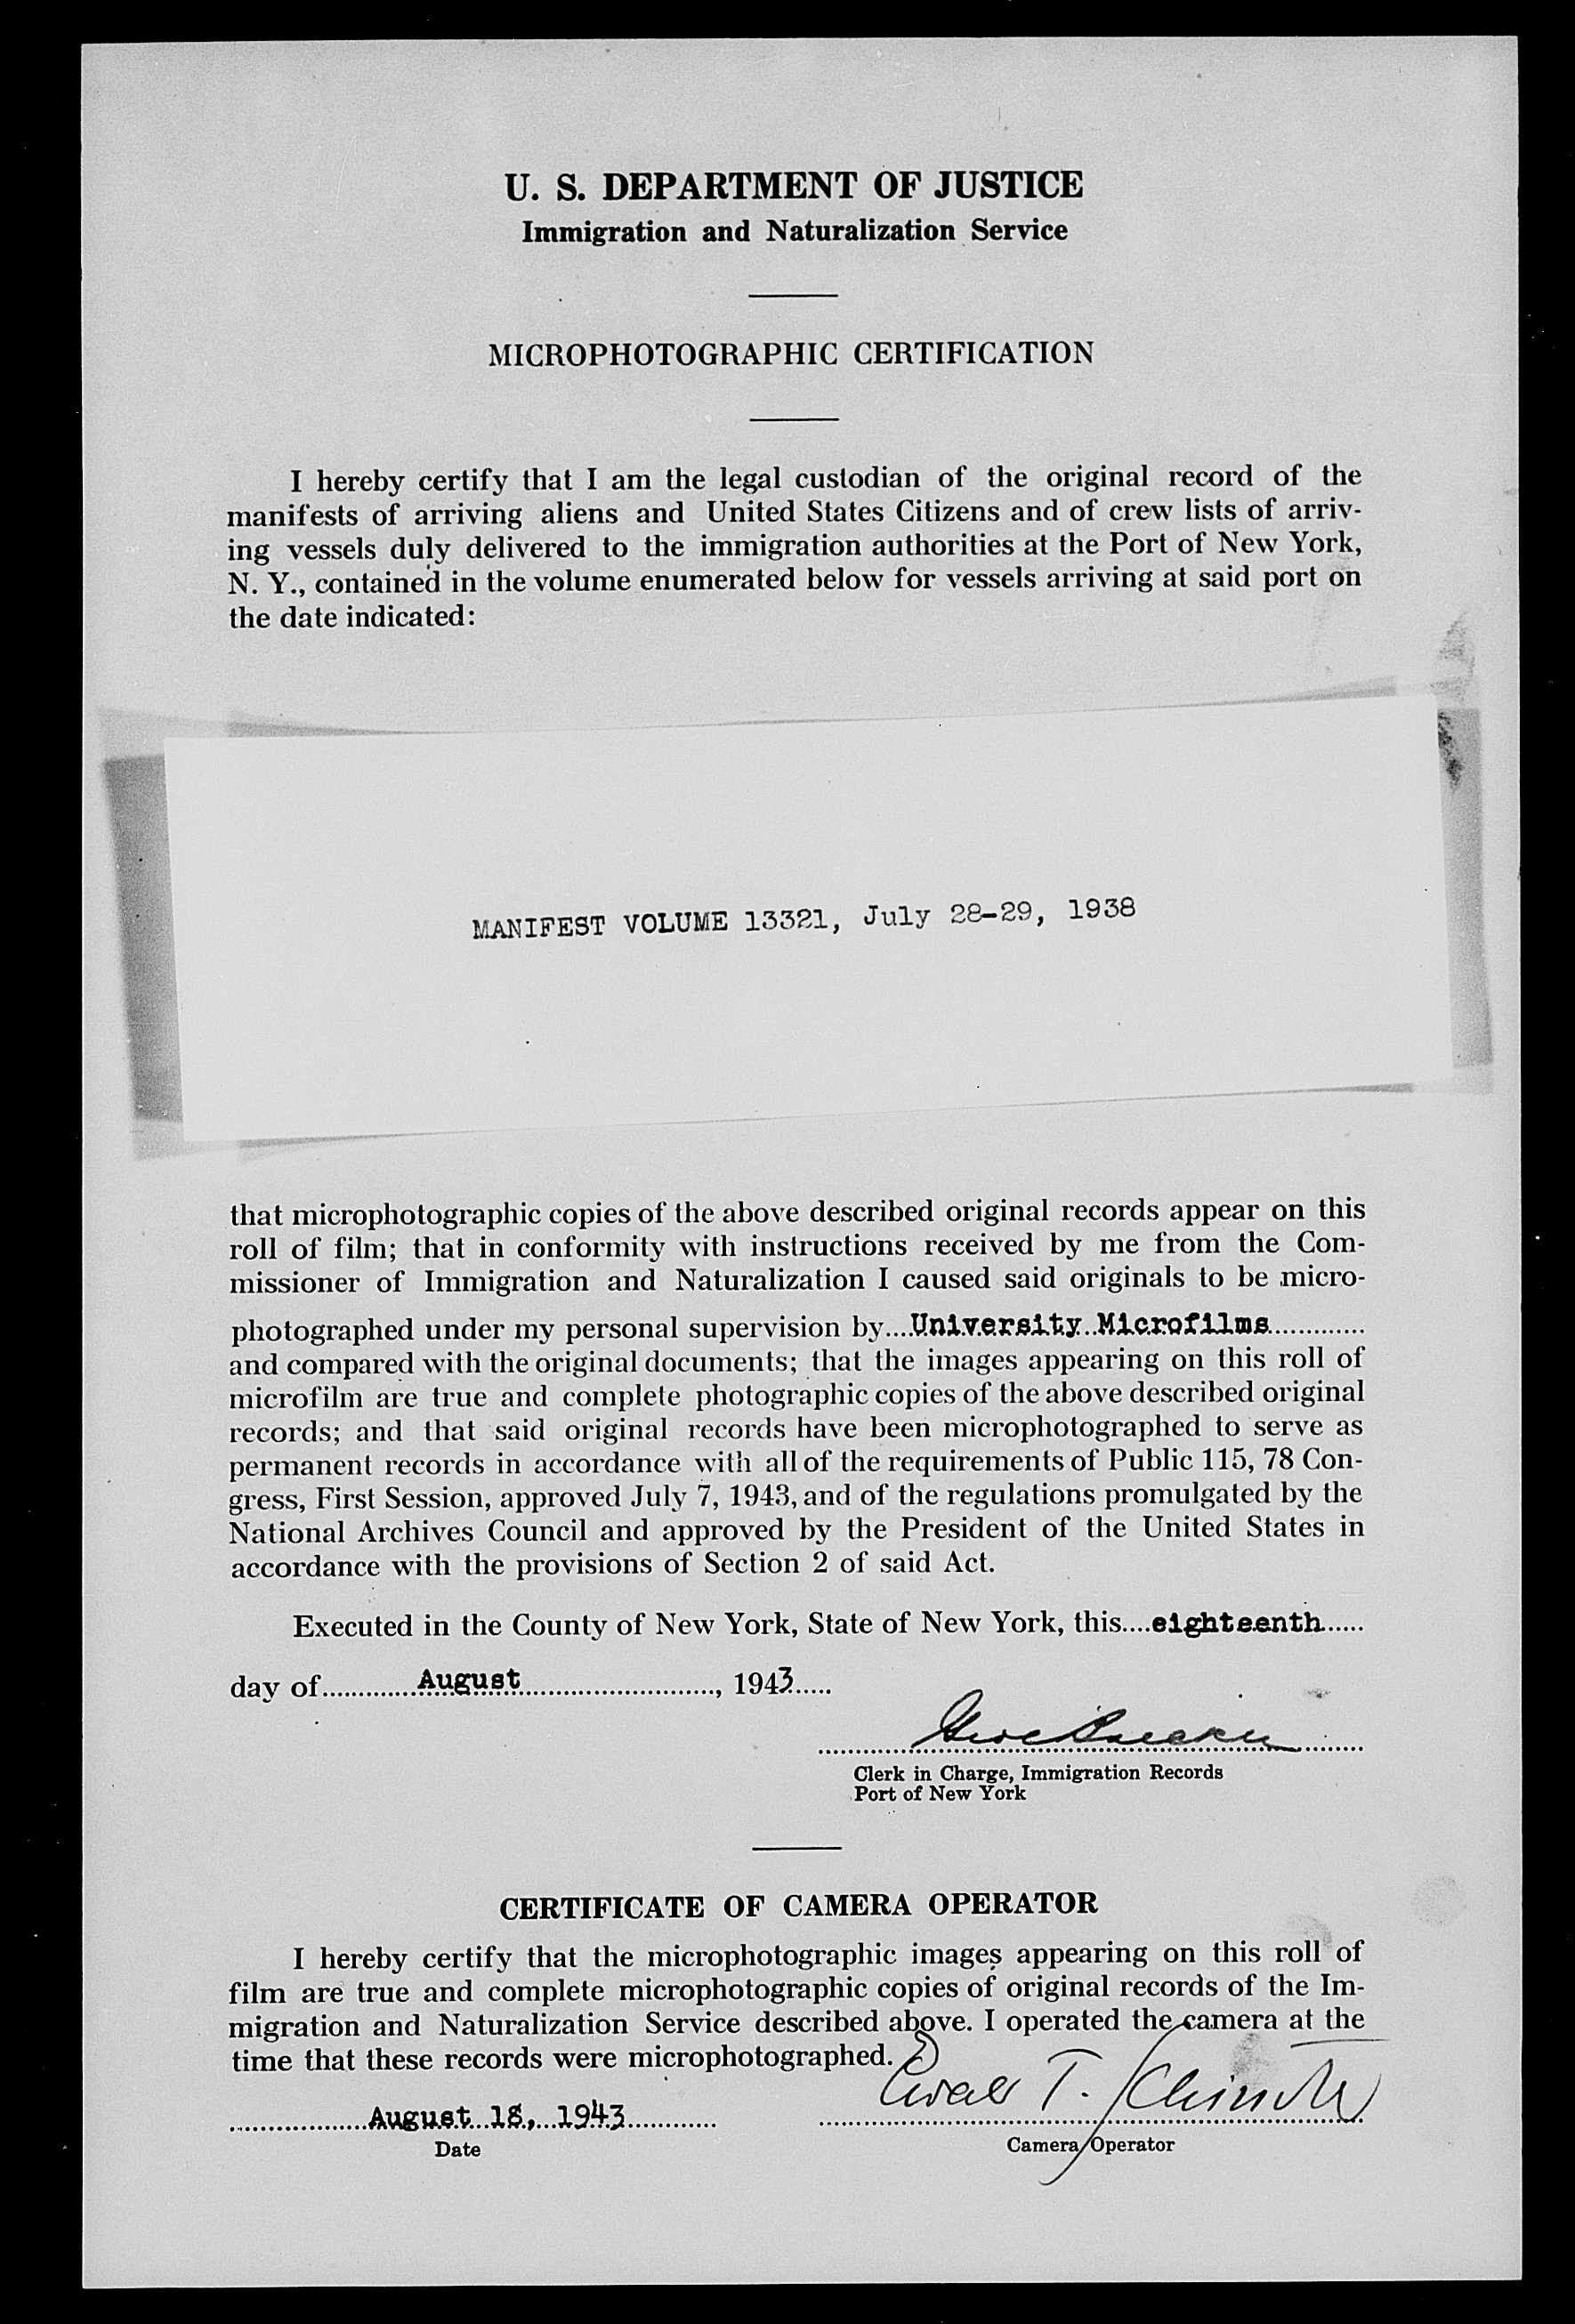 U. S. DEPARTMENT OF JUSTICE
Immigration and Naturalization Service
MICROPHOTOGRAPHIC CERTIFICATION
I hereby certify that I am the legal custodian of the original record of the
manifests of arriving aliens and United States Citizens and of crew lists of arriv-
ing vessels duly delivered to the immigration authorities at the Port of New York,
N. Y., contained in the volume enumerated below for vessels arriving at said port on
the date indicated:
MANIFEST VOLUME 13321, July 28-29, 1938
that microphotographic copies of the above described original records appear on this
roll of film; that in conformity with instructions received by me from the Com-
missioner of Immigration and Naturalization I caused said originals to be micro-
photographed under my personal supervision by....University Microfilms.............
and compared with the original documents; that the images appearing on this roll of
microfilm are true and complete photographic copies of the above described original
records; and that said original records have been microphotographed to serve as
permanent records in accordance with all of the requirements of Public 115, 78 Con-
gress, First Session, approved July 7, 1943, and of the regulations promulgated by the
National Archives Council and approved by the President of the United States in
accordance with the provisions of Section 2 of said Act.
Executed in the County of New York, State of New York, this....eighteenth......
day of.............August..........................., 1943......
Clerk in Charge, Immigration Records
Port of New York
CERTIFICATE OF CAMERA OPERATOR
I hereby certify that the microphotographic images appearing on this roll of
film are true and complete microphotographic copies of original records of the Im-
migration and Naturalization Service described above. I operated the camera at the
time that these records were microphotographed.
T.
...................August 18, 1943............
Date
Camera Operator